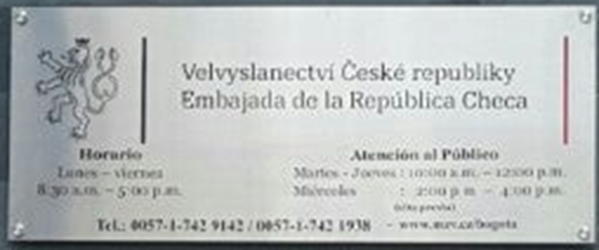 Velvyslanectví České republiky
Embajada de la República Checa
Horario
Lunes – viernes
8:30 a.m. – 5:00 p.m.
Atención al Público
Martes - Jueves : 10:00 a.m. – 12:00 p.m.
Miércoles : 2:00 p.m. – 4:00 p.m.
Tel.: 0057-1-742 9142 / 0057-1-742 1938 - www.mzv.cz/bogota